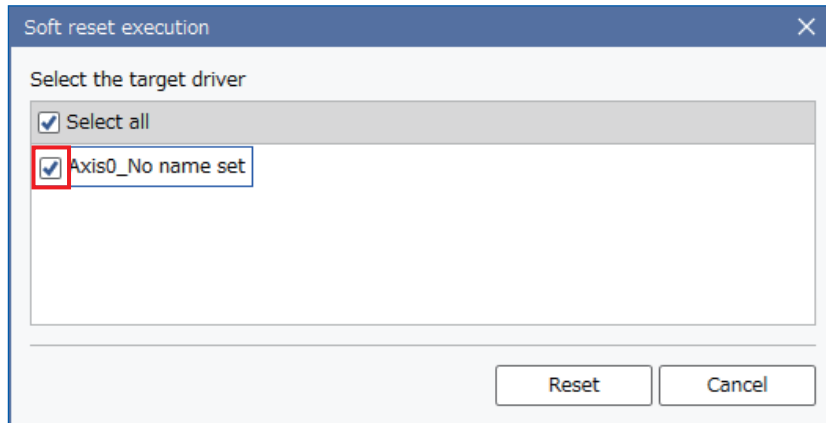 Soft reset execution
Select the target driver
Select all
Axis0_No name set
Reset Cancel